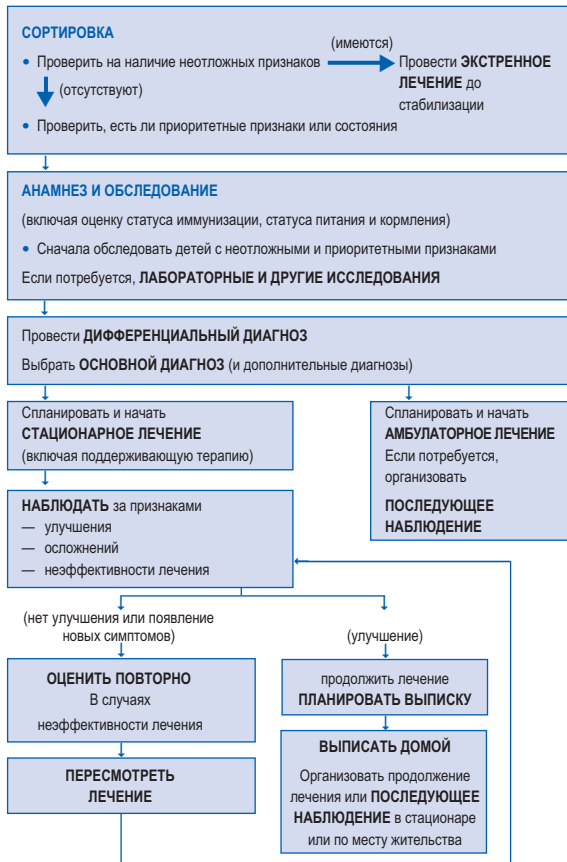 СОРТИРОВКА
(имеются)
• Проверить на наличие неотложных признаков
Провести ЭКСТРЕННОЕ
ЛЕЧЕНИЕ до
стабилизации
(отсутствуют)
• Проверить, есть ли приоритетные признаки или состояния
АНАМНЕЗ И ОБСЛЕДОВАНИЕ
(включая оценку статуса иммунизации, статуса питания и кормления)
• Сначала обследовать детей с неотложными и приоритетными признаками
Если потребуется, ЛАБОРАТОРНЫЕ И ДРУГИЕ ИССЛЕДОВАНИЯ
Провести ДИФФЕРЕНЦИАЛЬНЫЙ ДИАГНОЗ
Выбрать ОСНОВНОЙ ДИАГНОЗ (и дополнительные диагнозы)
Спланировать и начать
СТАЦИОНАРНОЕ ЛЕЧЕНИЕ
(включая поддерживающую терапию)
Спланировать и начать
АМБУЛАТОРНОЕ ЛЕЧЕНИЕ
Если потребуется,
организовать
ПОСЛЕДУЮЩЕЕ
НАБЛЮДЕНИЕ
НАБЛЮДАТЬ за признаками
— улучшения
— осложнений
— неэффективности лечения
(нет улучшения или появление
новых симптомов)
(улучшение)
ОЦЕНИТЬ ПОВТОРНО
В случаях
неэффективности лечения
продолжить лечение
ПЛАНИРОВАТЬ ВЫПИСКУ
ПЕРЕСМОТРЕТЬ
ЛЕЧЕНИЕ
ВЫПИСАТЬ ДОМОЙ
Организовать продолжение
лечения или ПОСЛЕДУЮЩЕЕ
НАБЛЮДЕНИЕ в стационаре
или по месту жительства